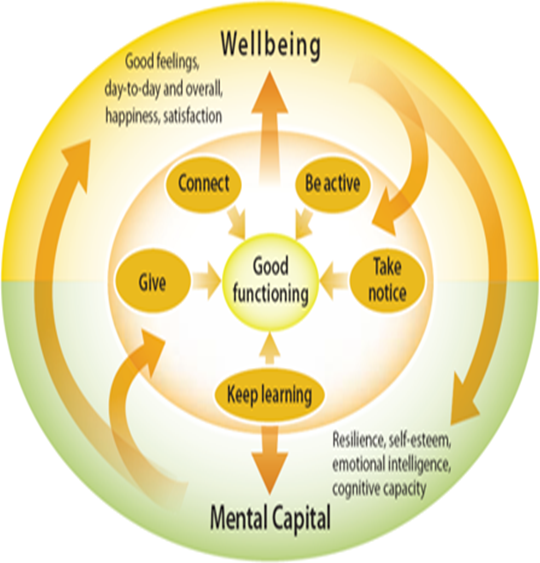 Wellbeing
Good feelings,
day-to-day and overall,
happiness, satisfaction
Connect
Be active
Give
Good
functioning
Take
notice
Keep learning
Resilience, self-esteem,
emotional intelligence,
cognitive capacity
Mental Capital